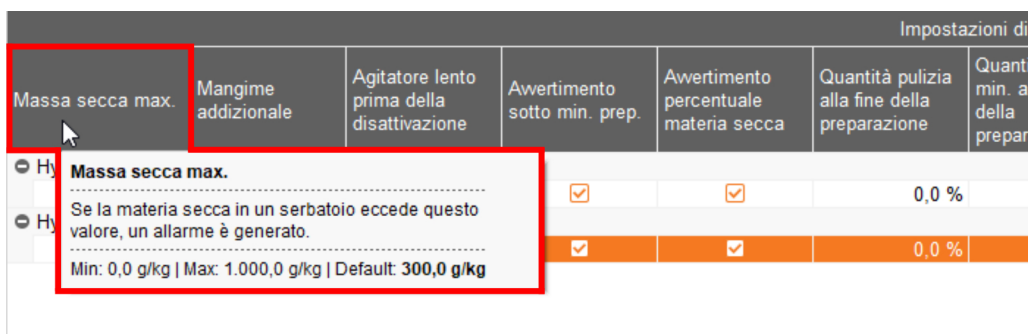 Impostazioni di
Massa secca max.
Mangime
addizionale
Agitatore lento
prima della
disattivazione
Avvertimento
sotto min. prep.
Avvertimento
percentuale
materia secca
Quantità pulizia
alla fine della
preparazione
Quanti
min. a
della
prepar
Hy
Massa secca max.
Se la materia secca in un serbatoio eccede questo
valore, un allarme è generato.
Min: 0,0 g/kg | Max: 1.000,0 g/kg | Default: 300,0 g/kg
0,0 %
Hy
0,0 %